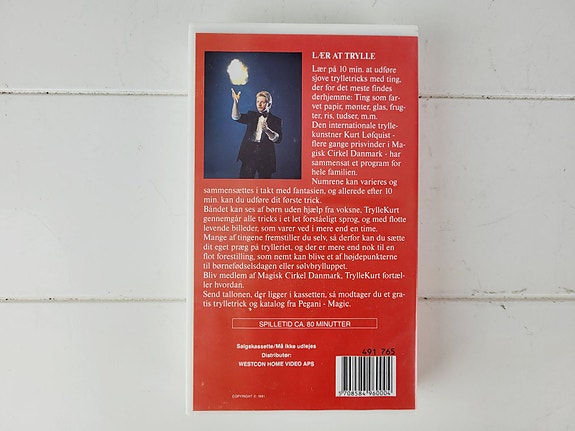 LÆR AT TRYLLE
Lær på 10 min. at udføre
sjove trylletricks med ting,
der for det meste findes
derhjemme: Ting som far-
vet papir, mønter, glas, frug-
ter, ris, tudser, m.m.
Den internationale trylle-
kunstner Kurt Løfquist -
flere gange prisvinder i Ma-
gisk Cirkel Danmark - har
sammensat et program for
hele familien.
Numrene kan varieres og
sammensættes i takt med fantasien, og allerede efter 10
min. kan du udføre dit første trick.
Båndet kan ses af børn uden hjælp fra voksne, TrylleKurt
gennemgår alle tricks i et let forståeligt sprog, og med flotte
levende billeder, som varer ved i mere end en time.
Mange af tingene fremstiller du selv, så derfor kan du sætte
dit eget præg på trylleriet, og der er mere end nok til en
flot forestilling, som nemt kan blive et af højdepunkterne
til børnefødselsdagen eller sølvbrylluppet.
Bliv medlem af Magisk Cirkel Danmark, TrylleKurt fortæl-
ler hvordan.
Send tallonen, der ligger i kassetten, så modtager du et gra-
tis trylletrick og katalog fra Pegani - Magic.
SPILLETID CA. 80 MINUTTER
Salgskassette/Må ikke udlejes
Distributør:
WESTCON HOME VIDEO APS
491 765
5708584960004
COPYRIGHT © 1991